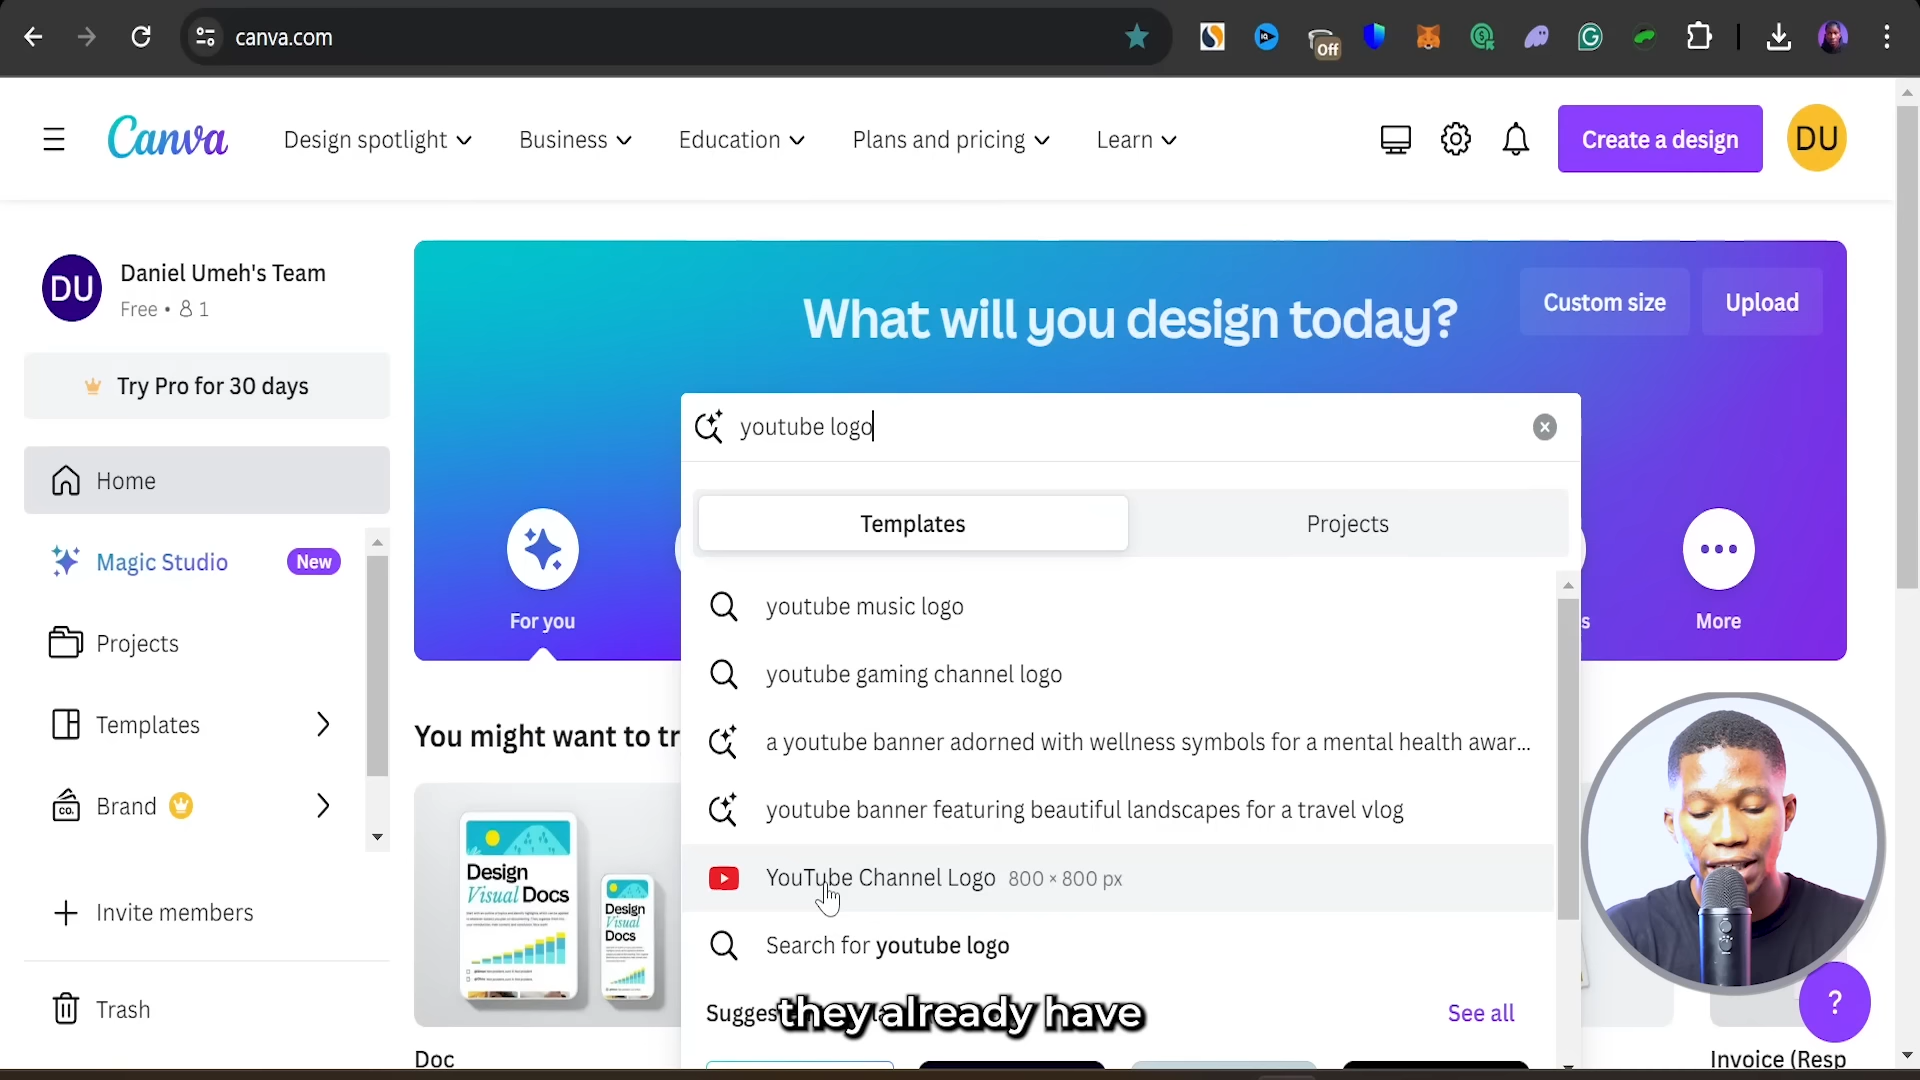 canva.com
Off
Canva
Design spotlight
Business
Education
Plans and pricing
Learn
Create a design
DU
DU
Daniel Umeh's Team
Free • 1
Try Pro for 30 days
Home
Magic Studio
New
Projects
Templates
Brand
CO.
Invite members
Trash
What will you design today?
Custom size
Upload
youtube logo
Templates
Projects
youtube music logo
youtube gaming channel logo
a youtube banner adorned with wellness symbols for a mental health awar...
youtube banner featuring beautiful landscapes for a travel vlog
YouTube Channel Logo 800 × 800 px
Search for youtube logo
See all
they already have
For you
s
More
You might want to tr
Design
Visual Docs
Design
Visual
Docs
Doc
?
Invoice (Resp